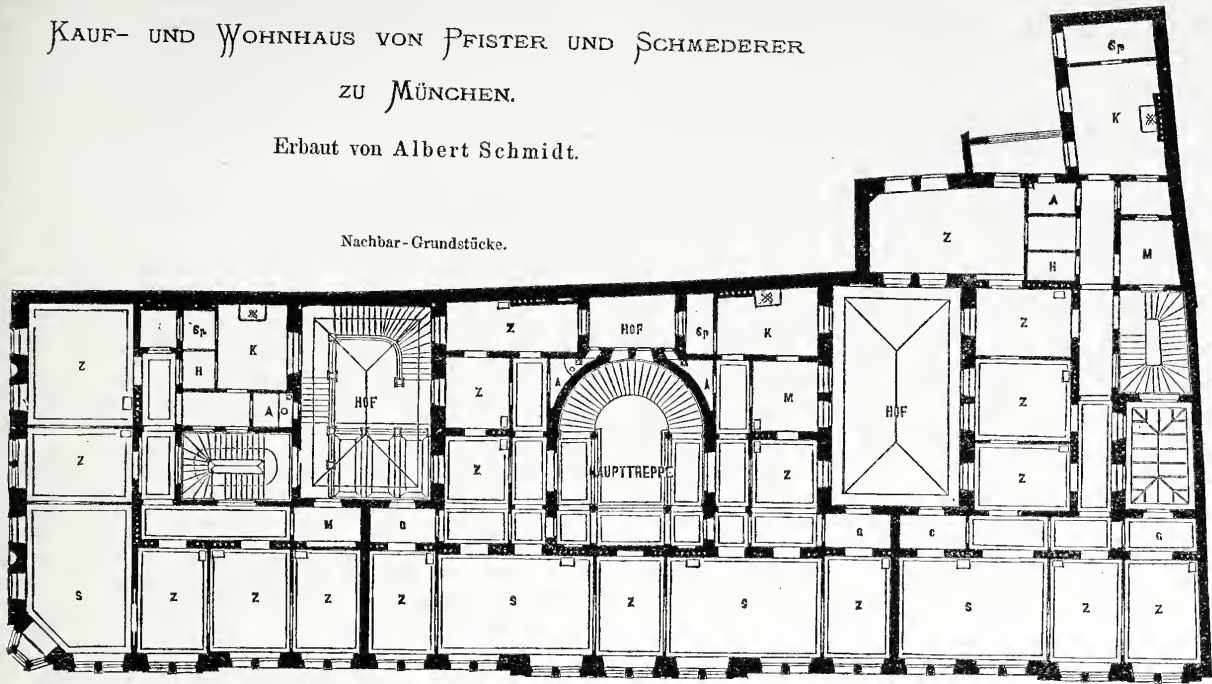 KAUF- UND WOHNHAUS VON PFISTER UND SCHMEDERER
ZU MÜNCHEN.
Erbaut von Albert Schmidt.
Nachbar-Grundstücke.
Sp
K
A
Z
H
M
Z
Sp
K
H
A
HOF
Z
HOF
Sp
K
A
A
Z
M
Z
Z
HAUPTTREPPE
Z
HOF
Z
Z
Z
Z
M
G
G
S
Z
Z
Z
Z
S
Z
S
Z
S
Z
Z